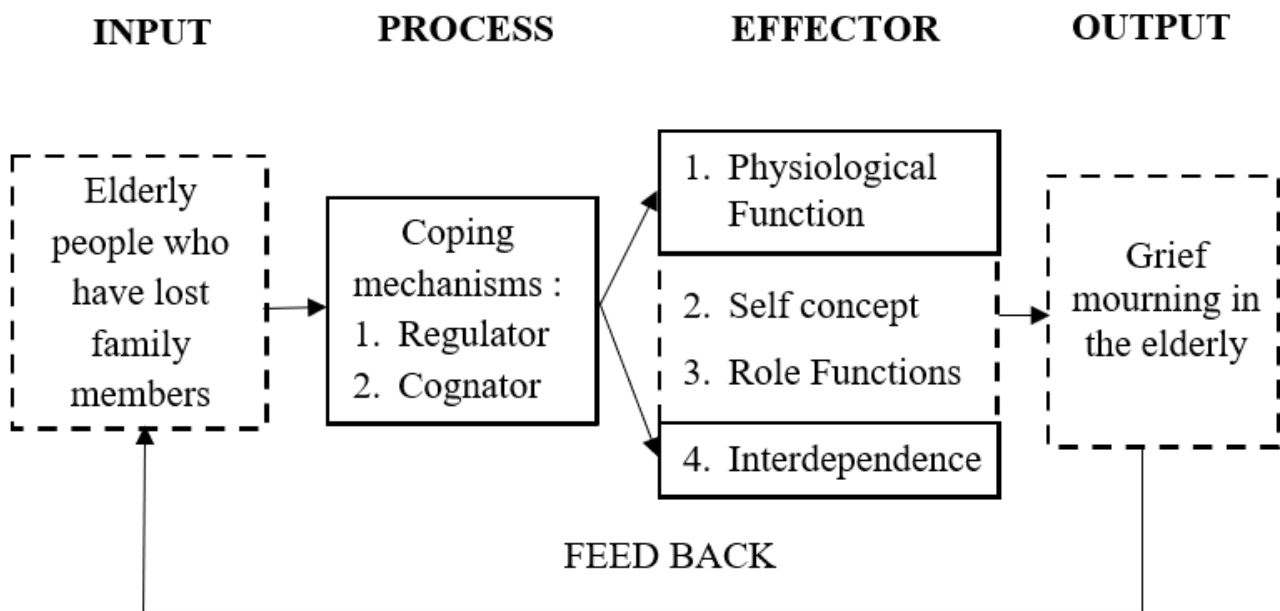 INPUT
PROCESS
EFFECTOR
OUTPUT
Elderly
people who
have lost
family
members
Coping
mechanisms :
1. Regulator
2. Cognator
1. Physiological
Function
2. Self concept
3. Role Functions
4. Interdependence
Grief
mourning in
the elderly
FEED BACK